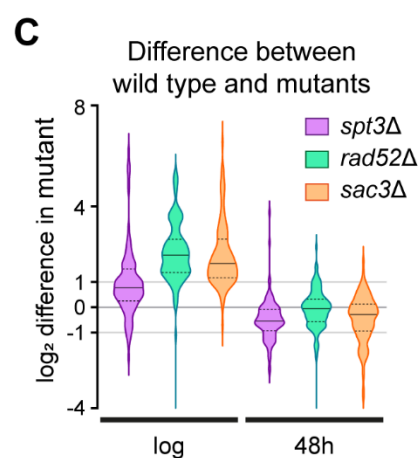 C
Difference between
wild type and mutants
log₂ difference in mutant
8
4
1
0
-1
-4
spt3Δ
rad52Δ
sac3Δ
log
48h